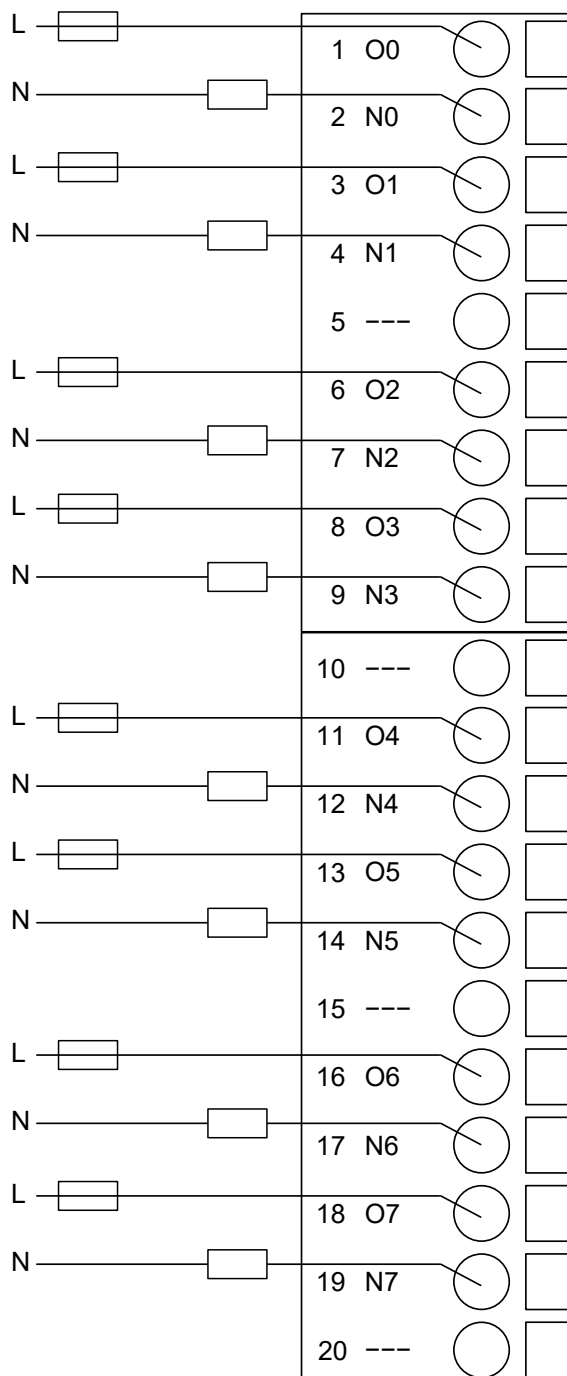 L
1 O0
N
2 N0
L
3 O1
N
4 N1
5 ---
L
6 O2
N
7 N2
L
8 O3
N
9 N3
10 ---
L
11 O4
N
12 N4
L
13 O5
N
14 N5
15 ---
L
16 O6
N
17 N6
L
18 O7
N
19 N7
20 ---